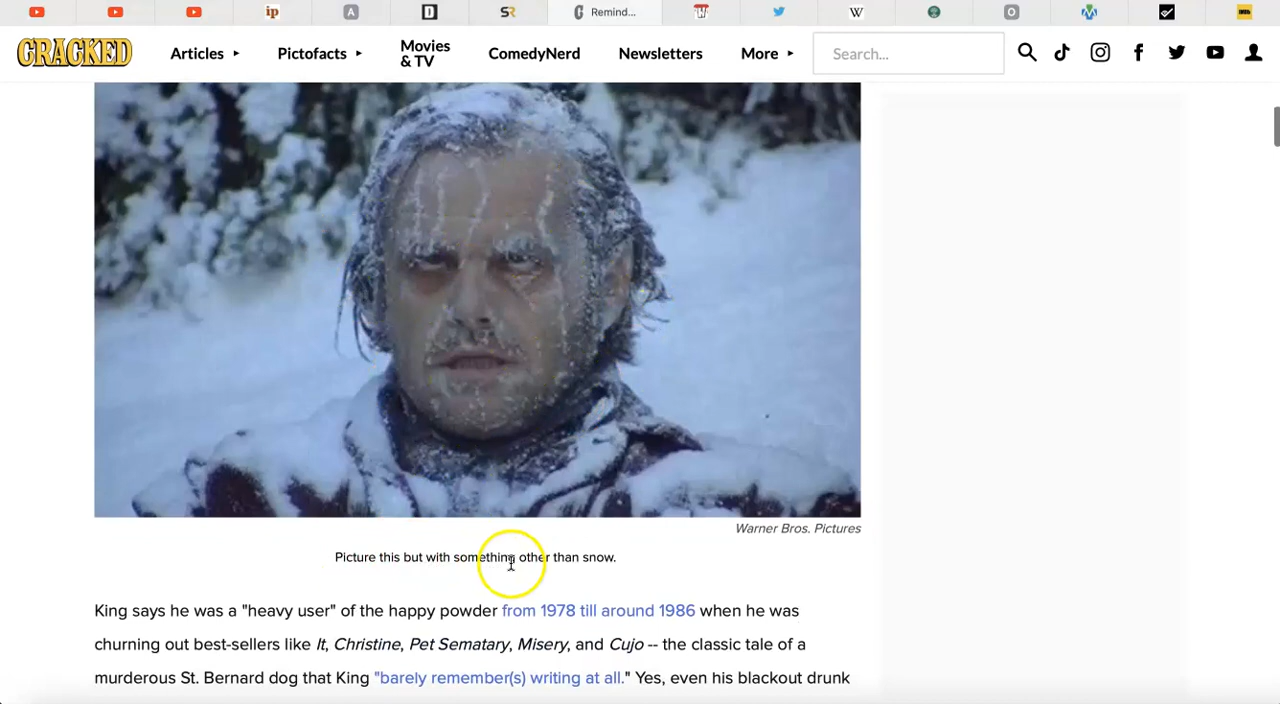 ip A D SR Remind... W
CRACKED Articles Pictofacts Movies & TV ComedyNerd Newsletters More Search...
Warner Bros. Pictures
Picture this but with something other than snow.
King says he was a "heavy user" of the happy powder from 1978 till around 1986 when he was
churning out best-sellers like It, Christine, Pet Sematary, Misery, and Cujo -- the classic tale of a
murderous St. Bernard dog that King "barely remember(s) writing at all." Yes, even his blackout drunk